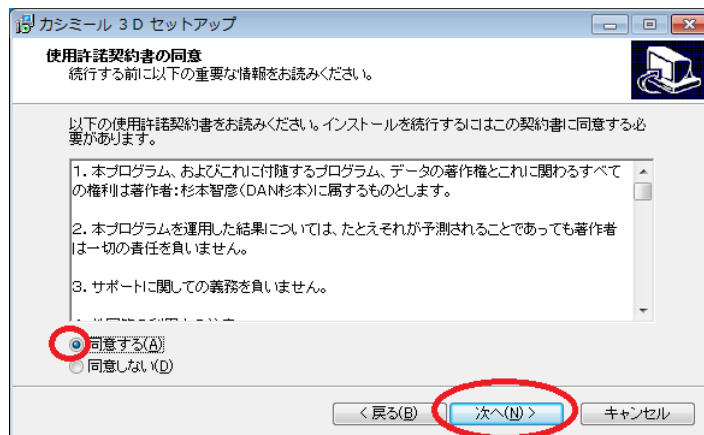 カシミール 3D セットアップ
使用許諾契約書の同意
続行する前に以下の重要な情報をお読みください。
以下の使用許諾契約書をお読みください。インストールを続行するにはこの契約書に同意する必
要があります。
1. 本プログラム、およびこれに付随するプログラム、データの著作権とこれに関わるすべて
の権利は著作者:杉本智彦(DAN杉本)に属するものとします。
2. 本プログラムを運用した結果については、たとえそれが予測されることであっても著作者
は一切の責任を負いません。
3. サポートに関しての義務を負いません。
同意する(A)
同意しない(D)
< 戻る(B)
次へ(N) >
キャンセル